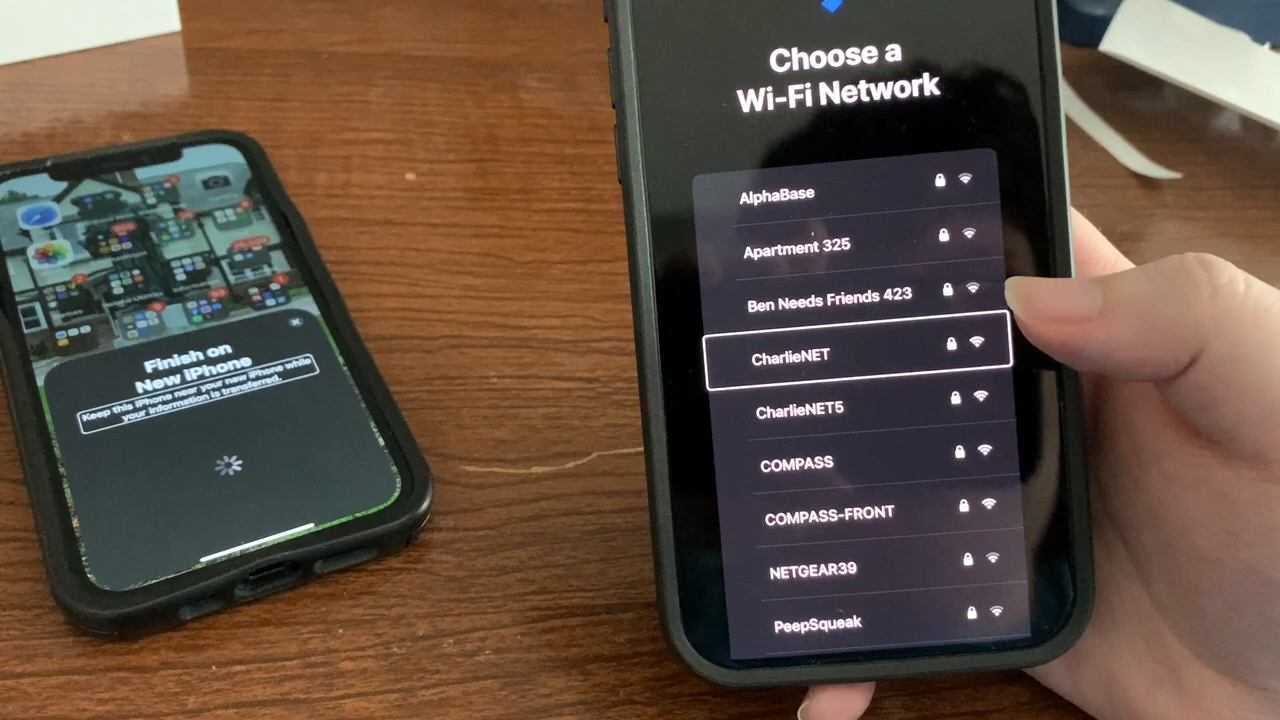 Finish on
New iPhone
Keep this iPhone near your new iPhone while
your information is transferred.
Choose a
Wi-Fi Network
AlphaBase
Apartment 325
Ben Needs Friends 423
CharlieNET
CharlieNET5
COMPASS
COMPASS-FRONT
NETGEAR39
PeepSqueak